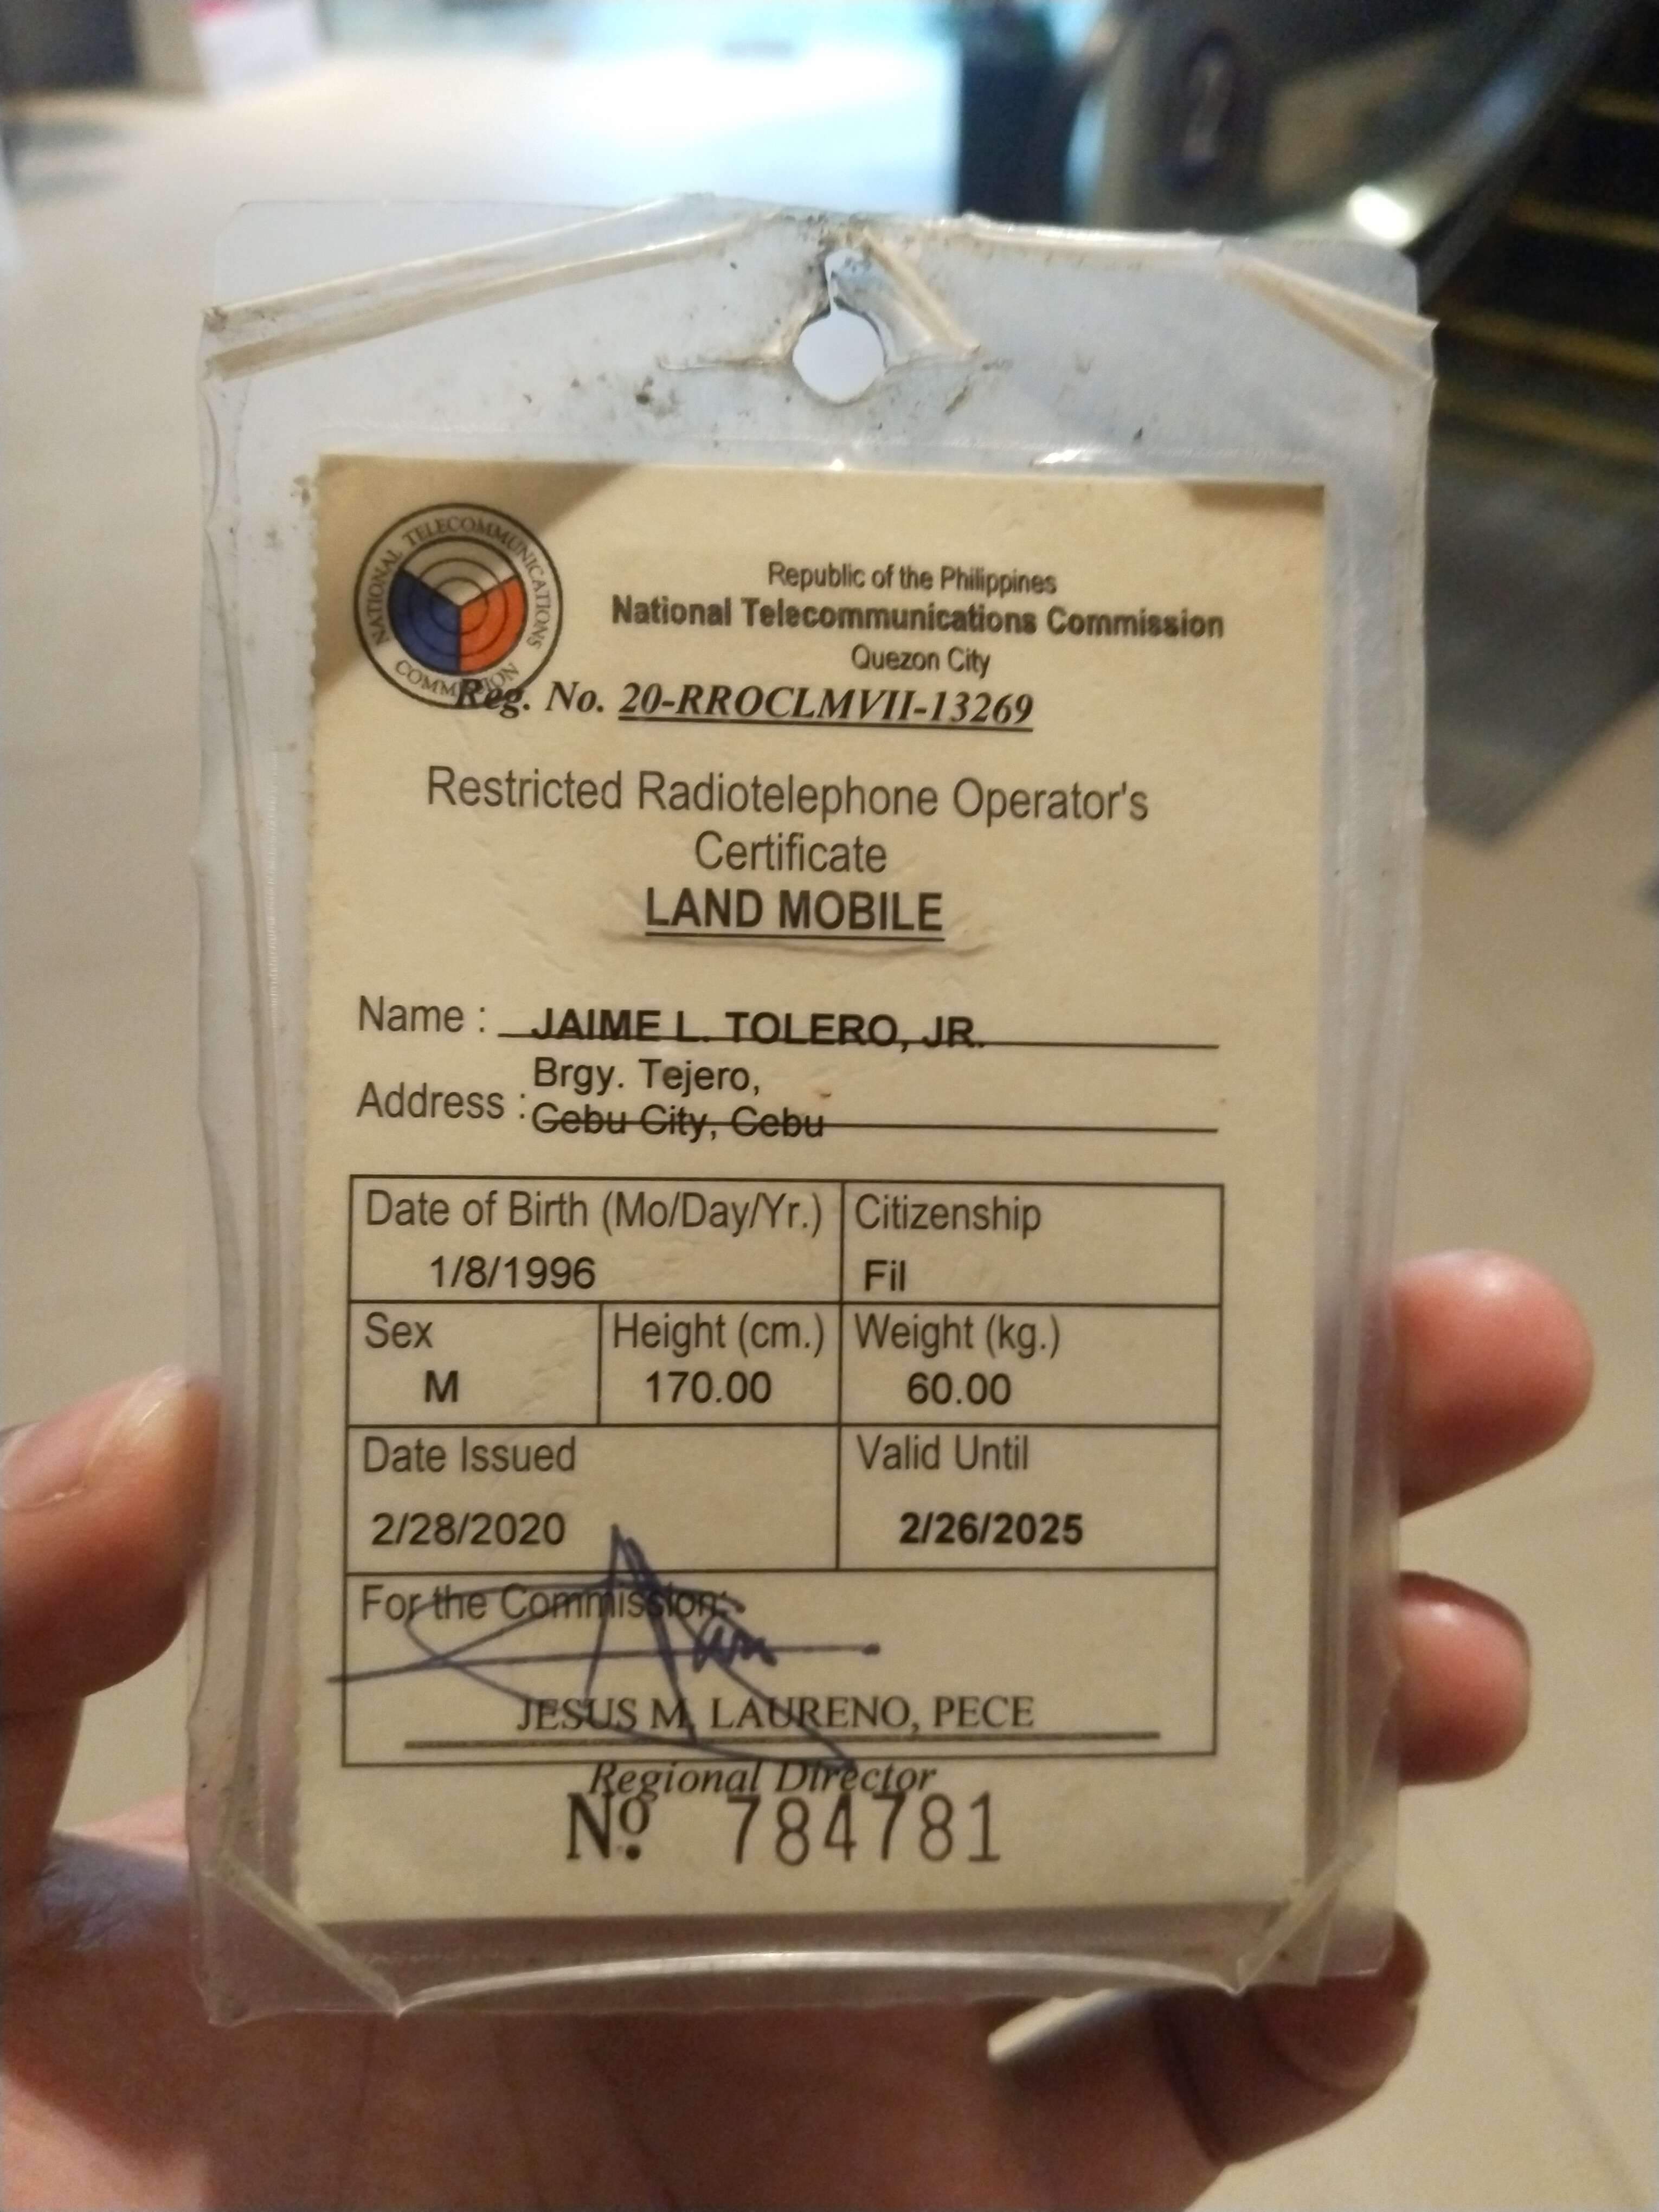 NATIONAL TELECOMMUNICATIONS COMMISSION
Republic of the Philippines
National Telecommunications Commission
Quezon City
Reg. No. 20-RROCLMVII-13269
Restricted Radiotelephone Operator's
Certificate
LAND MOBILE
Name : JAIME L. TOLERO, JR.
Address : Brgy. Tejero,
Cebu City, Cebu
Date of Birth (Mo/Day/Yr.) Citizenship
1/8/1996 Fil
Sex Height (cm.) Weight (kg.)
M 170.00 60.00
Date Issued Valid Until
2/28/2020 2/26/2025
For the Commission:
JESUS M. LAURENO, PECE
Regional Director
Nº. 784781